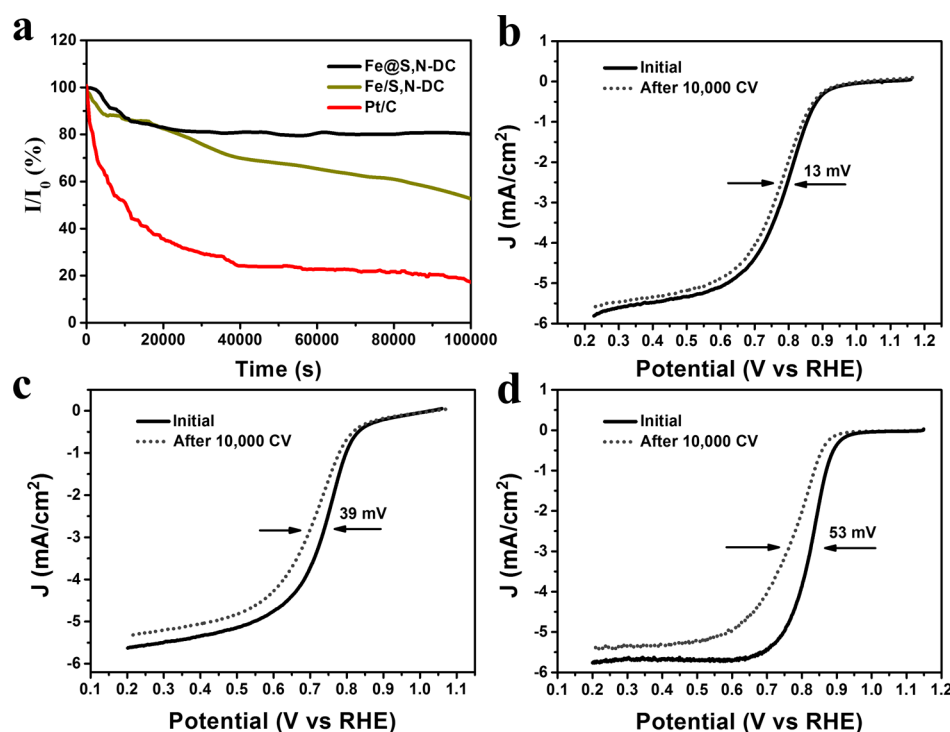 a
120
100
80
60
40
20
0
I/I0 (%)
Fe@S,N-DC
Fe/S,N-DC
Pt/C
0 20000 40000 60000 80000 100000
Time (s)
b
1
0
-1
-2
-3
-4
-5
-6
J (mA/cm²)
Initial
After 10,000 CV
13 mV
0.2 0.3 0.4 0.5 0.6 0.7 0.8 0.9 1.0 1.1 1.2
Potential (V vs RHE)
c
1
0
-1
-2
-3
-4
-5
-6
J (mA/cm²)
Initial
After 10,000 CV
39 mV
0.1 0.2 0.3 0.4 0.5 0.6 0.7 0.8 0.9 1.0 1.1
Potential (V vs RHE)
d
1
0
-1
-2
-3
-4
-5
-6
J (mA/cm²)
Initial
After 10,000 CV
53 mV
0.1 0.2 0.3 0.4 0.5 0.6 0.7 0.8 0.9 1.0 1.1 1.2
Potential (V vs RHE)